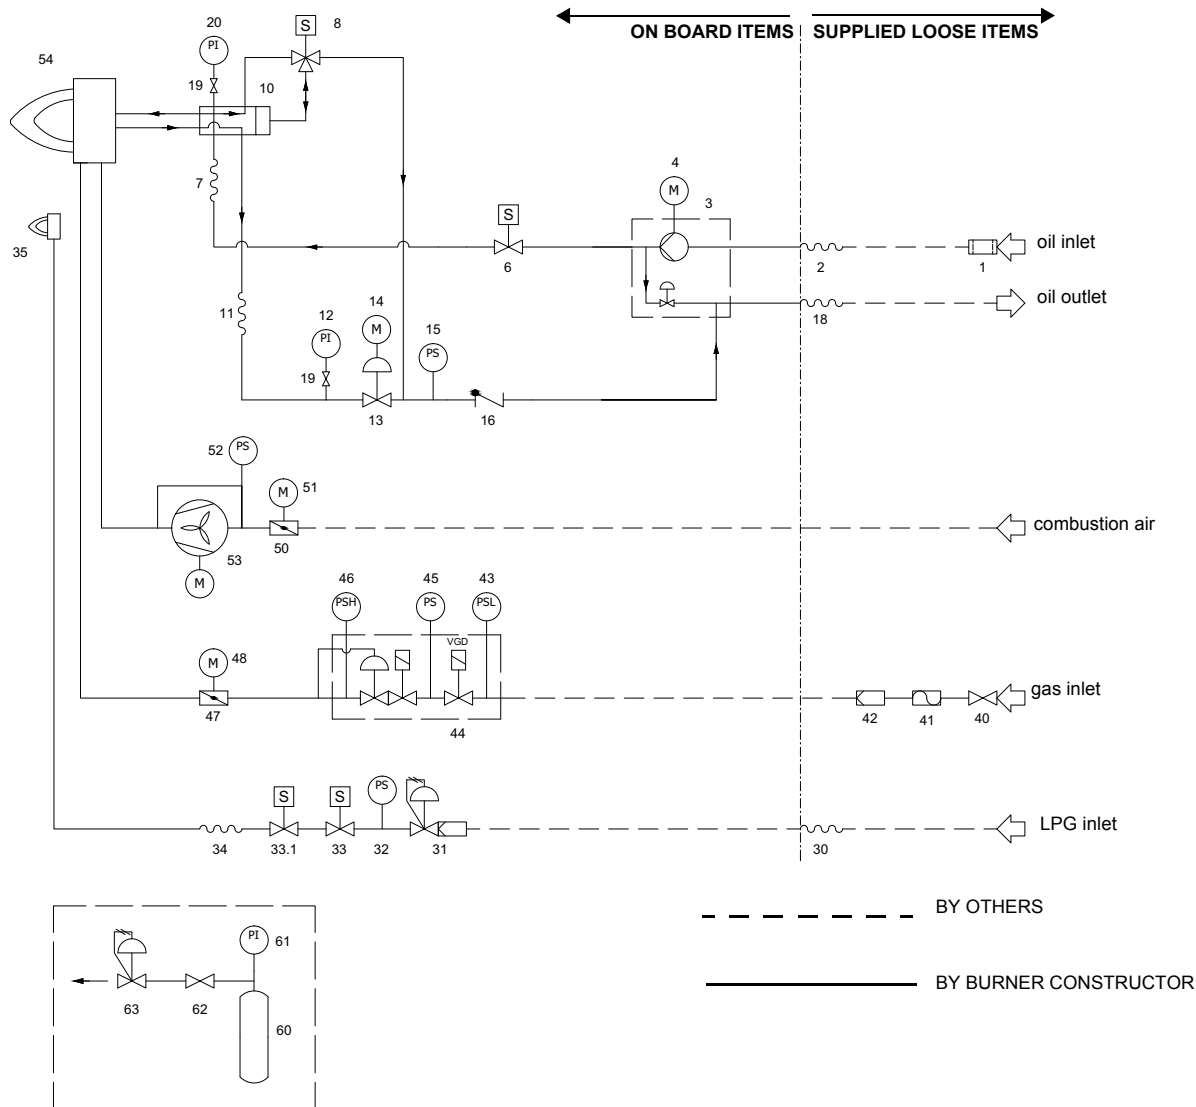 20
S
8
ON BOARD ITEMS
SUPPLIED LOOSE ITEMS
PI
54
19
10
4
M
3
7
S
35
6
2
1
oil inlet
11
12
14
15
18
oil outlet
PI
M
PS
19
13
16
52
PS
M
51
combustion air
50
53
M
46
45
43
PSH
PS
PSL
M
48
VGD
gas inlet
47
44
42
41
40
S
S
PS
LPG inlet
34
33.1
33
32
31
30
BY OTHERS
PI
61
BY BURNER CONSTRUCTOR
63
62
60